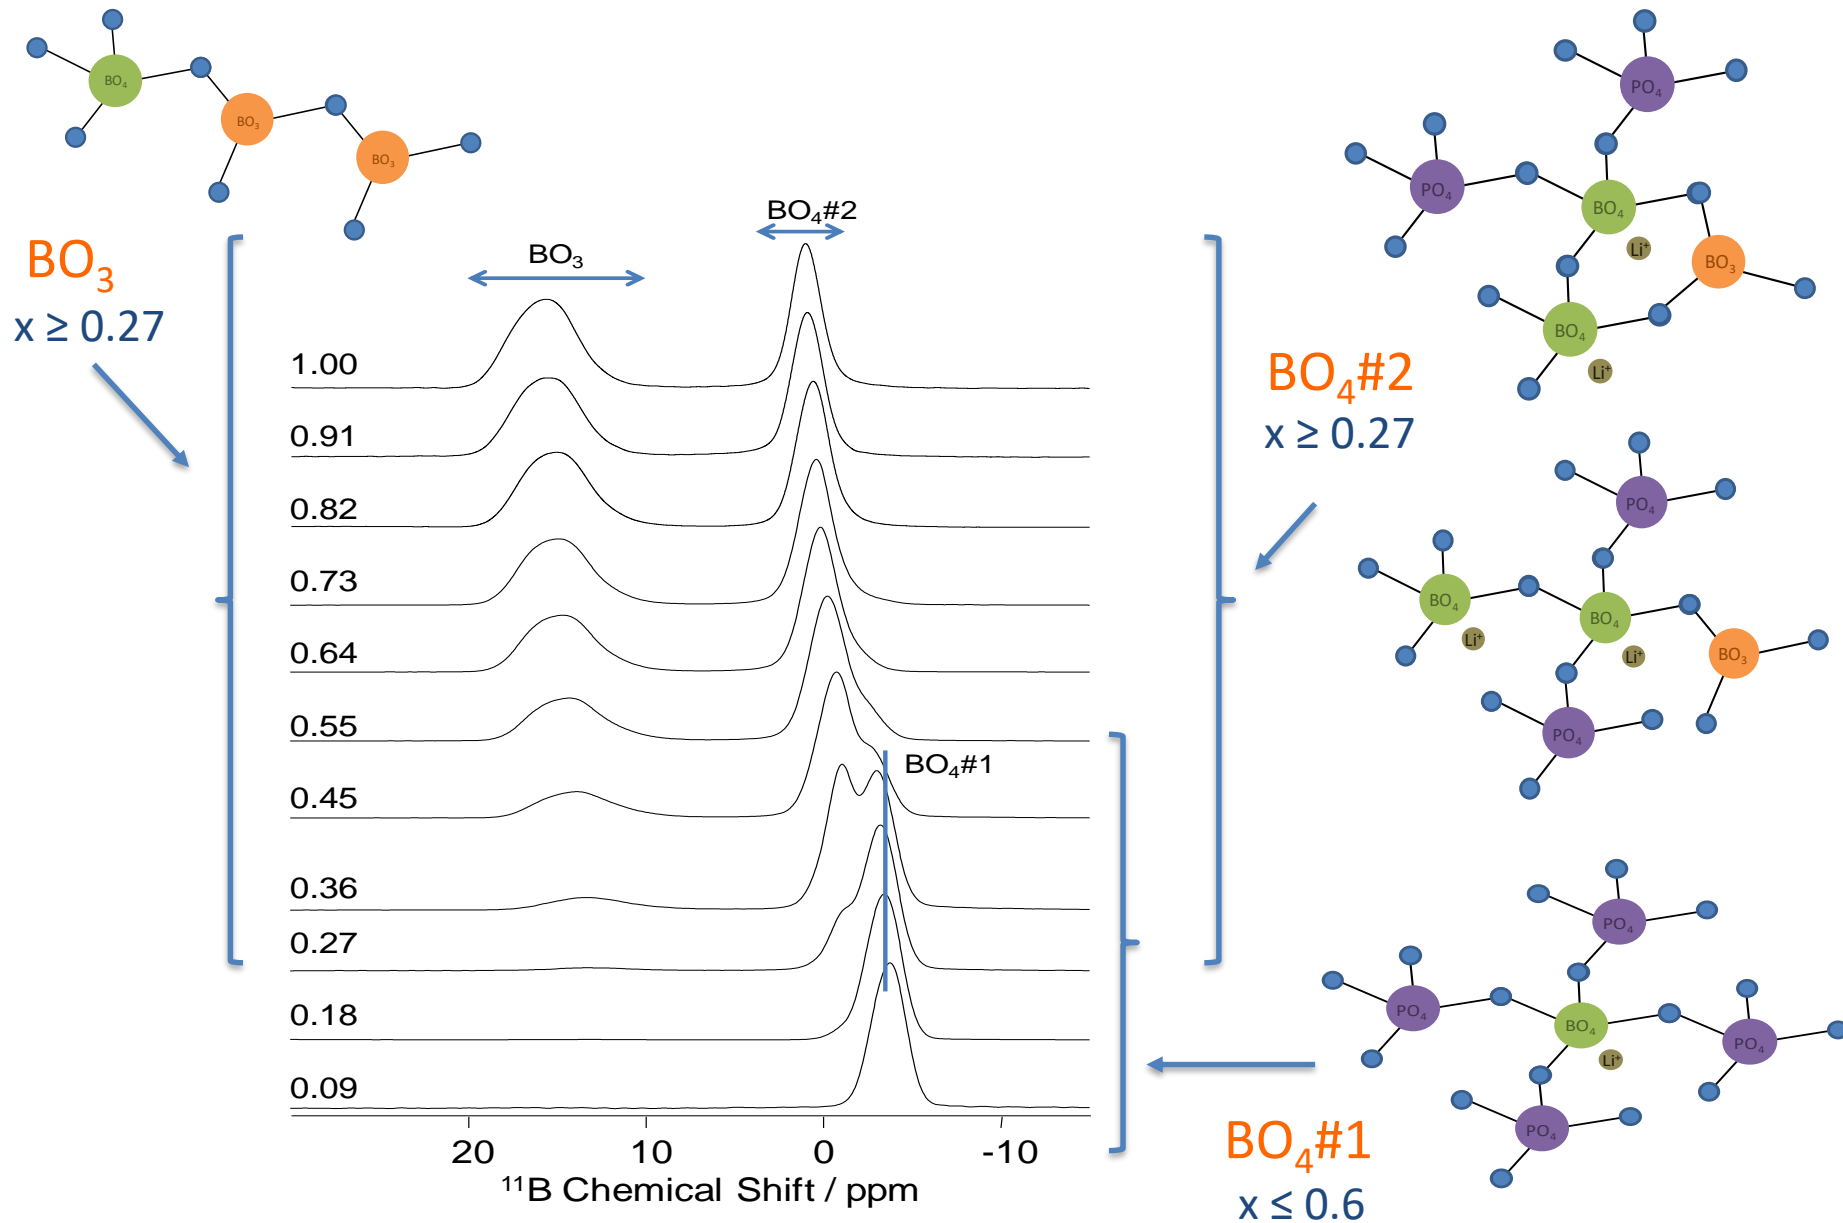 BO₄
BO₃
BO₃
BO₃
x ≥ 0.27
BO₃
BO₄#2
1.00
0.91
0.82
0.73
0.64
0.55
0.45
0.36
0.27
0.18
0.09
BO₄#1
20 10 0 -10
¹¹B Chemical Shift / ppm
PO₄
PO₄
BO₄
Li⁺
BO₃
BO₄
Li⁺
BO₄#2
x ≥ 0.27
PO₄
BO₄
Li⁺
BO₄
Li⁺
BO₃
PO₄
PO₄
PO₄
BO₄
Li⁺
PO₄
PO₄
BO₄#1
x ≤ 0.6